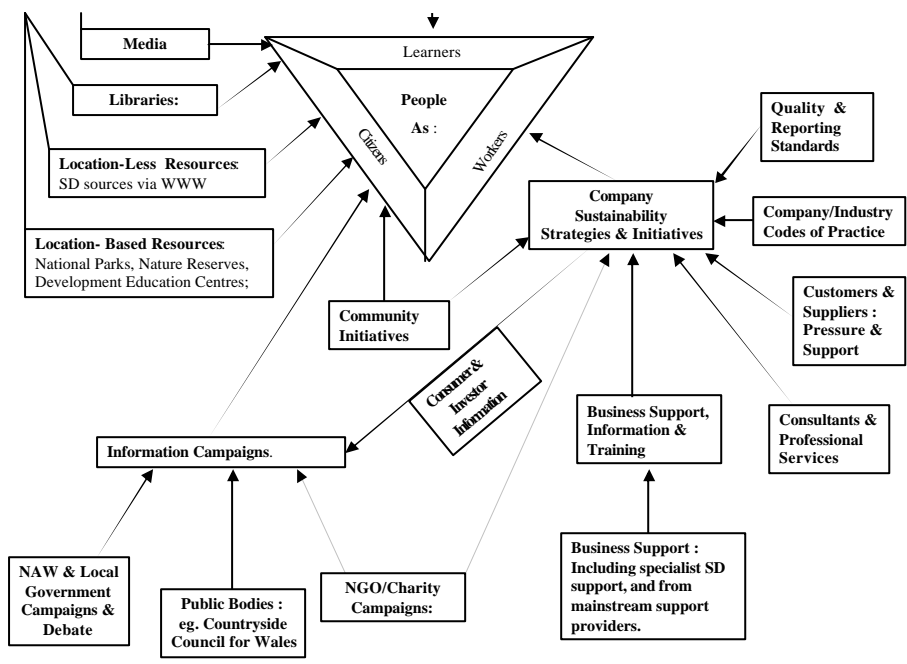 Media
Learners
Libraries:
People
As :
Citizens
Workers
Quality &
Reporting
Standards
Location-Less Resources:
SD sources via WWW
Company
Sustainability
Strategies & Initiatives
Company/Industry
Codes of Practice
Location- Based Resources:
National Parks, Nature Reserves,
Development Education Centres;
Customers &
Suppliers :
Pressure &
Support
Community
Initiatives
Consumer &
Investor
Information
Business Support,
Information &
Training
Consultants &
Professional
Services
Information Campaigns.
NAW & Local
Government
Campaigns &
Debate
Public Bodies :
eg. Countryside
Council for Wales
NGO/Charity
Campaigns:
Business Support :
Including specialist SD
support, and from
mainstream support
providers.